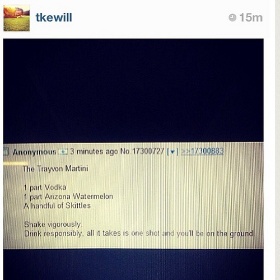 tkewill
15m
Anonymous 3 minutes ago No.17300727 [▼] >>17300883
The Trayvon Martini
1 part Vodka
1 part Arizona Watermelon
A handful of Skittles
Shake vigorously.
Drink responsibly, all it takes is one shot and you'll be on the ground